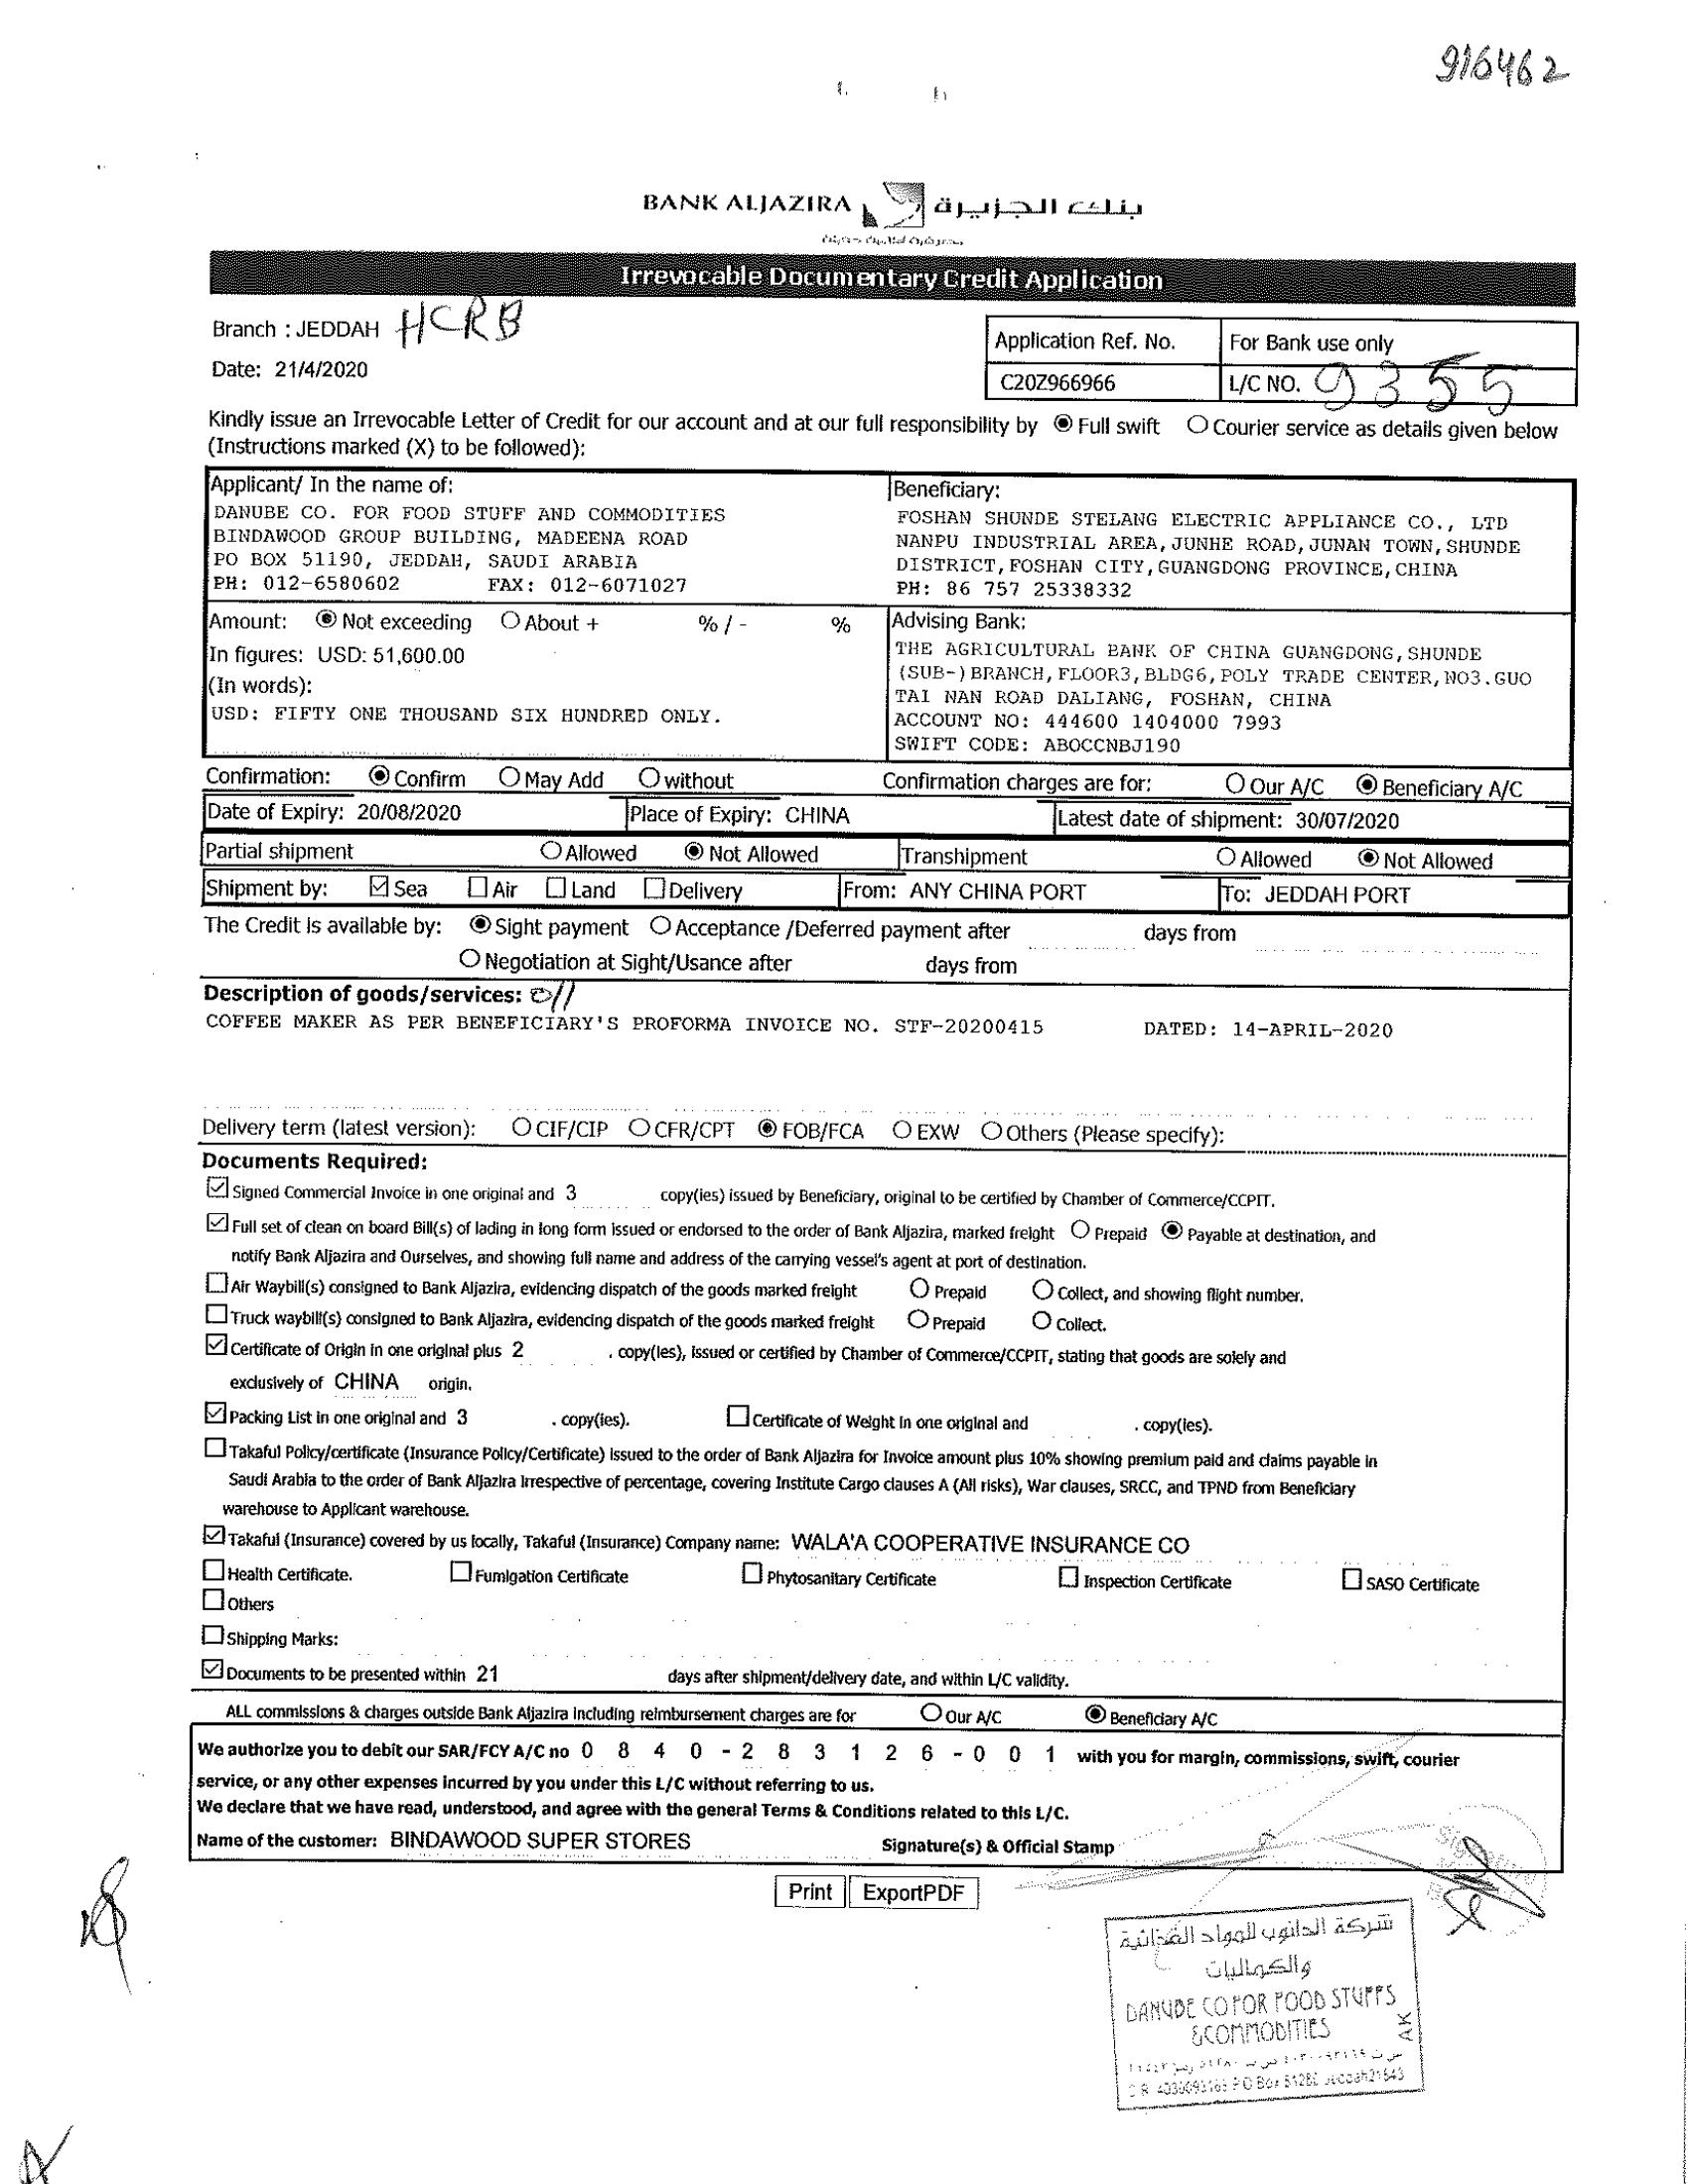 916462
BANK ALJAZIRA بنك الجزيرة
Irrevocable Documentary Credit Application
Branch : JEDDAH HCRB
Date: 21/4/2020
Application Ref. No. For Bank use only
C20Z966966 L/C NO. 9355
Kindly issue an Irrevocable Letter of Credit for our account and at our full responsibility by Full swift Courier service as details given below
(Instructions marked (X) to be followed):
Applicant/ In the name of:
DANUBE CO. FOR FOOD STUFF AND COMMODITIES
BINDAWOOD GROUP BUILDING, MADEENA ROAD
PO BOX 51190, JEDDAH, SAUDI ARABIA
PH: 012-6580602 FAX: 012-6071027
Beneficiary:
FOSHAN SHUNDE STELANG ELECTRIC APPLIANCE CO., LTD
NANPU INDUSTRIAL AREA,JUNHE ROAD,JUNAN TOWN,SHUNDE
DISTRICT,FOSHAN CITY,GUANGDONG PROVINCE,CHINA
PH: 86 757 25338332
Amount: Not exceeding About + % / - %
In figures: USD: 51,600.00
(In words):
USD: FIFTY ONE THOUSAND SIX HUNDRED ONLY.
Advising Bank:
THE AGRICULTURAL BANK OF CHINA GUANGDONG,SHUNDE
(SUB-)BRANCH,FLOOR3,BLDG6,POLY TRADE CENTER,NO3.GUO
TAI NAN ROAD DALIANG, FOSHAN, CHINA
ACCOUNT NO: 444600 1404000 7993
SWIFT CODE: ABOCCNBJ190
Confirmation: Confirm May Add without Confirmation charges are for: Our A/C Beneficiary A/C
Date of Expiry: 20/08/2020 Place of Expiry: CHINA Latest date of shipment: 30/07/2020
Partial shipment Allowed Not Allowed Transhipment Allowed Not Allowed
Shipment by: Sea Air Land Delivery From: ANY CHINA PORT To: JEDDAH PORT
The Credit is available by: Sight payment Acceptance /Deferred payment after days from
Negotiation at Sight/Usance after days from
Description of goods/services:
COFFEE MAKER AS PER BENEFICIARY'S PROFORMA INVOICE NO. STF-20200415 DATED: 14-APRIL-2020
Delivery term (latest version): CIF/CIP CFR/CPT FOB/FCA EXW Others (Please specify):
Documents Required:
Signed Commercial Invoice in one original and 3 copy(ies) issued by Beneficiary, original to be certified by Chamber of Commerce/CCPIT.
Full set of clean on board Bill(s) of lading in long form issued or endorsed to the order of Bank Aljazira, marked freight Prepaid Payable at destination, and
notify Bank Aljazira and Ourselves, and showing full name and address of the carrying vessel's agent at port of destination.
Air Waybill(s) consigned to Bank Aljazira, evidencing dispatch of the goods marked freight Prepaid Collect, and showing flight number.
Truck waybill(s) consigned to Bank Aljazira, evidencing dispatch of the goods marked freight Prepaid Collect.
Certificate of Origin in one original plus 2 . copy(ies), issued or certified by Chamber of Commerce/CCPIT, stating that goods are solely and
exclusively of CHINA origin.
Packing List in one original and 3 . copy(ies). Certificate of Weight in one original and . copy(ies).
Takaful Policy/certificate (Insurance Policy/Certificate) issued to the order of Bank Aljazira for Invoice amount plus 10% showing premium paid and claims payable in
Saudi Arabia to the order of Bank Aljazira irrespective of percentage, covering Institute Cargo clauses A (All risks), War clauses, SRCC, and TPND from Beneficiary
warehouse to Applicant warehouse.
Takaful (Insurance) covered by us locally, Takaful (Insurance) Company name: WALA'A COOPERATIVE INSURANCE CO
Health Certificate. Fumigation Certificate Phytosanitary Certificate Inspection Certificate SASO Certificate
Others
Shipping Marks:
Documents to be presented within 21 days after shipment/delivery date, and within L/C validity.
ALL commissions & charges outside Bank Aljazira including reimbursement charges are for Our A/C Beneficiary A/C
We authorize you to debit our SAR/FCY A/C no 0 8 4 0 - 2 8 3 1 2 6 - 0 0 1 with you for margin, commissions, swift, courier
service, or any other expenses incurred by you under this L/C without referring to us.
We declare that we have read, understood, and agree with the general Terms & Conditions related to this L/C.
Name of the customer: BINDAWOOD SUPER STORES Signature(s) & Official Stamp
Print ExportPDF
شركة الدانوب للمواد الغذائية
والكماليات
DANUBE CO FOR FOOD STUFFS
&COMMODITIES
AK